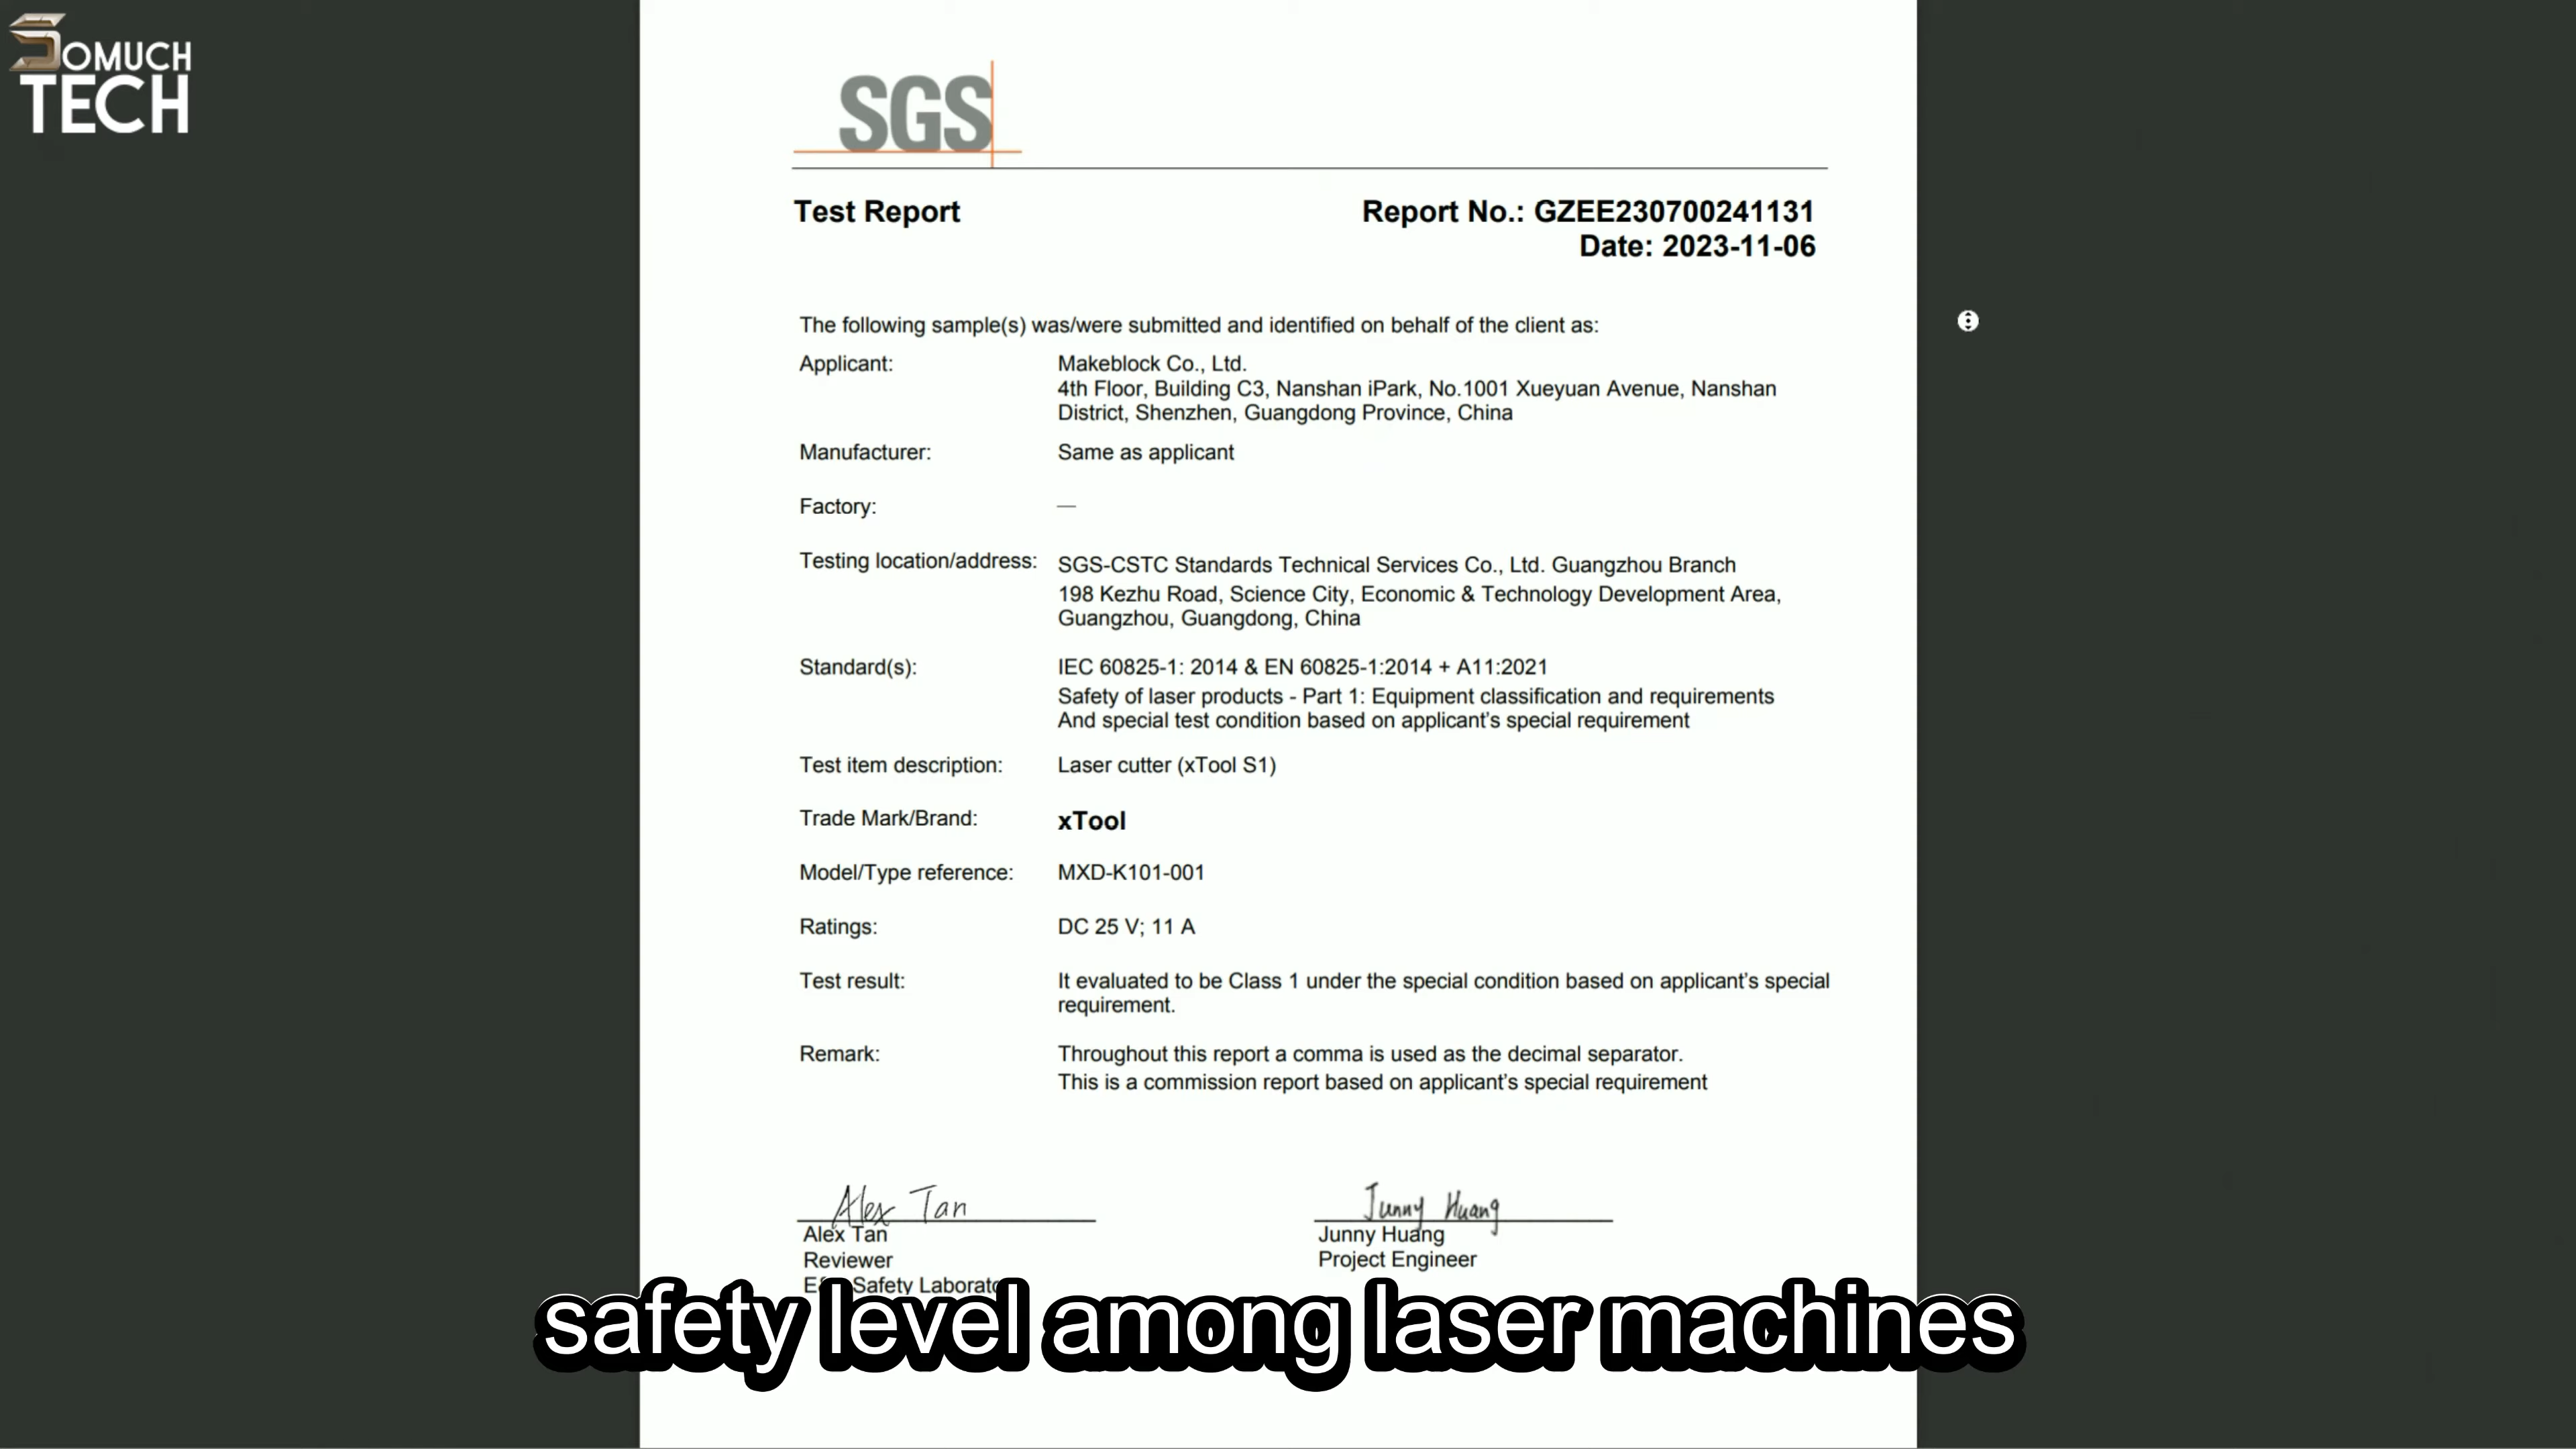 SOMUCH
TECH
SGS
Test Report
Report No.: GZEE230700241131
Date: 2023-11-06
The following sample(s) was/were submitted and identified on behalf of the client as:
Applicant: Makeblock Co., Ltd.
4th Floor, Building C3, Nanshan iPark, No.1001 Xueyuan Avenue, Nanshan
District, Shenzhen, Guangdong Province, China
Manufacturer: Same as applicant
Factory: —
Testing location/address: SGS-CSTC Standards Technical Services Co., Ltd. Guangzhou Branch
198 Kezhu Road, Science City, Economic & Technology Development Area,
Guangzhou, Guangdong, China
Standard(s): IEC 60825-1: 2014 & EN 60825-1:2014 + A11:2021
Safety of laser products - Part 1: Equipment classification and requirements
And special test condition based on applicant's special requirement
Test item description: Laser cutter (xTool S1)
Trade Mark/Brand: xTool
Model/Type reference: MXD-K101-001
Ratings: DC 25 V; 11 A
Test result: It evaluated to be Class 1 under the special condition based on applicant's special
requirement.
Remark: Throughout this report a comma is used as the decimal separator.
This is a commission report based on applicant's special requirement
Alex Tan
Junny Huang
Alex Tan
Junny Huang
Reviewer
Project Engineer
Safety
safety level among laser machines